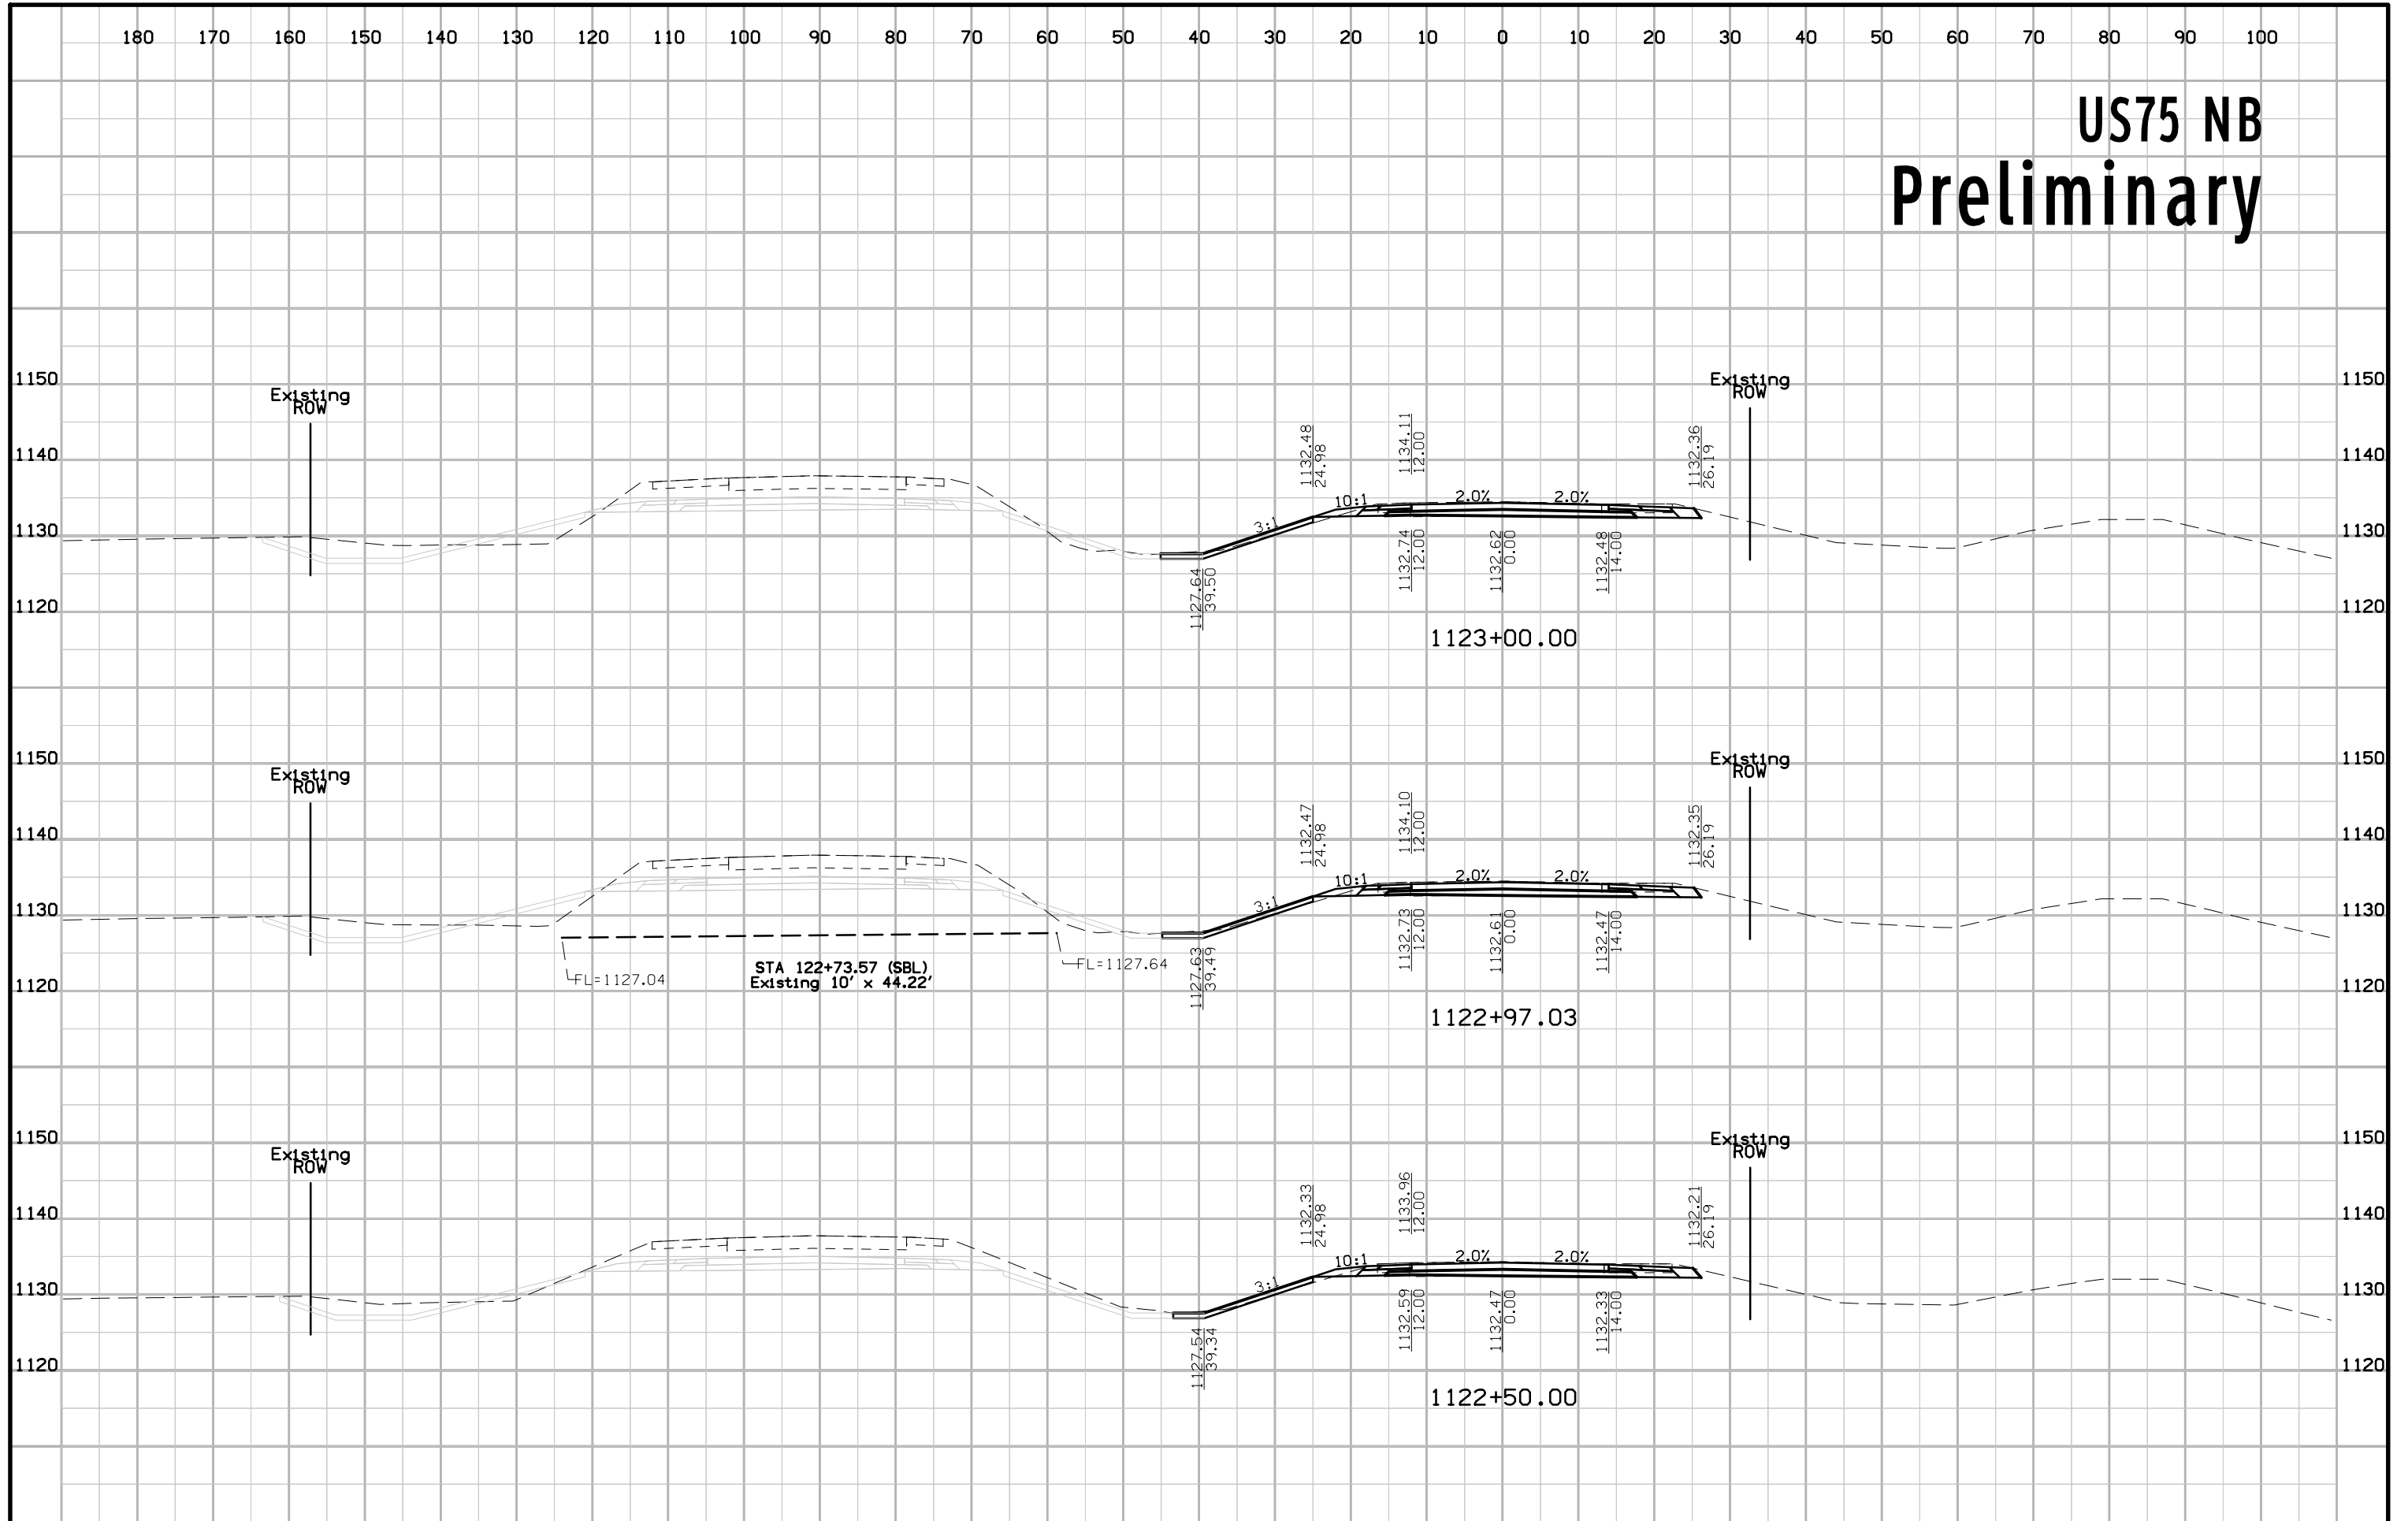 180 170 160 150 140 130 120 110 100 90 80 70 60 50 40 30 20 10 0 10 20 30 40 50 60 70 80 90 100
US75 NB
Preliminary
1150 1150
Existing
ROW
Existing
ROW
1140 1140
1132.48
24.98
1134.11
12.00
1132.36
26.19
3:1 10:1 2.0% 2.0%
1130 1130
1127.64
39.50
1132.74
12.00
1132.62
0.00
1132.48
14.00
1120 1120
1123+00.00
1150 1150
Existing
ROW
Existing
ROW
1140 1140
1132.47
24.98
1134.10
12.00
1132.35
26.19
3:1 10:1 2.0% 2.0%
1130 1130
FL=1127.04
STA 122+73.57 (SBL)
Existing 10' x 44.22'
FL=1127.64
1127.63
39.49
1132.73
12.00
1132.61
0.00
1132.47
14.00
1120 1120
1122+97.03
1150 1150
Existing
ROW
Existing
ROW
1140 1140
1132.33
24.98
1133.96
12.00
1132.21
26.19
3:1 10:1 2.0% 2.0%
1130 1130
1127.54
39.34
1132.59
12.00
1132.47
0.00
1132.33
14.00
1120 1120
1122+50.00